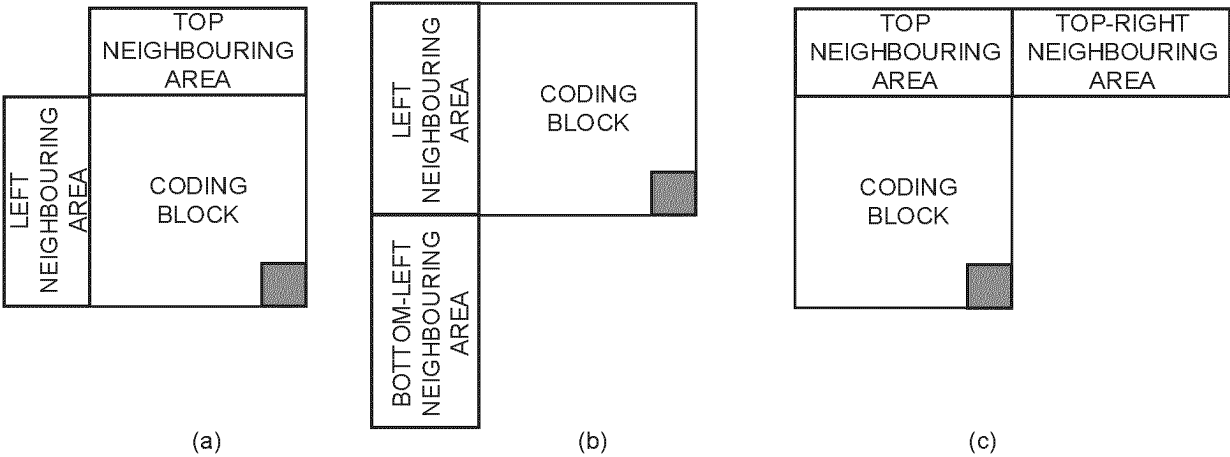 TOP
NEIGHBOURING
AREA
LEFT
NEIGHBOURING
AREA
CODING
BLOCK
(a)
LEFT
NEIGHBOURING
AREA
CODING
BLOCK
BOTTOM-LEFT
NEIGHBOURING
AREA
(b)
TOP
NEIGHBOURING
AREA
TOP-RIGHT
NEIGHBOURING
AREA
CODING
BLOCK
(c)